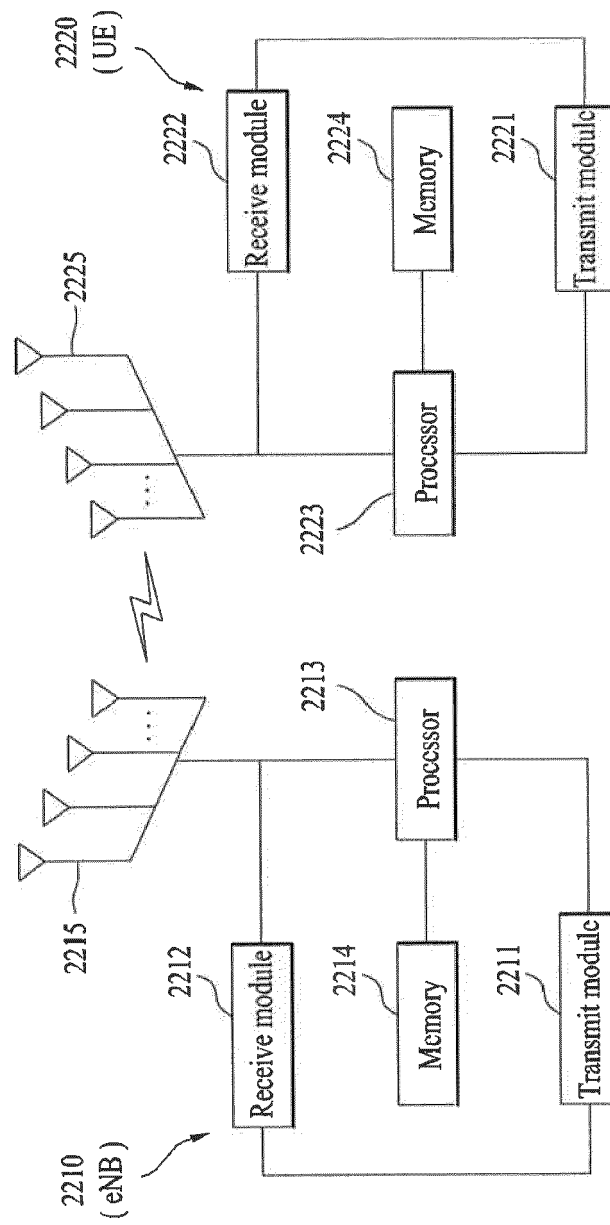 2210
( eNB )
2215
2212
Receive module
2214
Memory
2213
Processor
2211
Transmit module
2220
( UE )
2225
2222
Receive module
2224
Memory
2223
Processor
2221
Transmit module